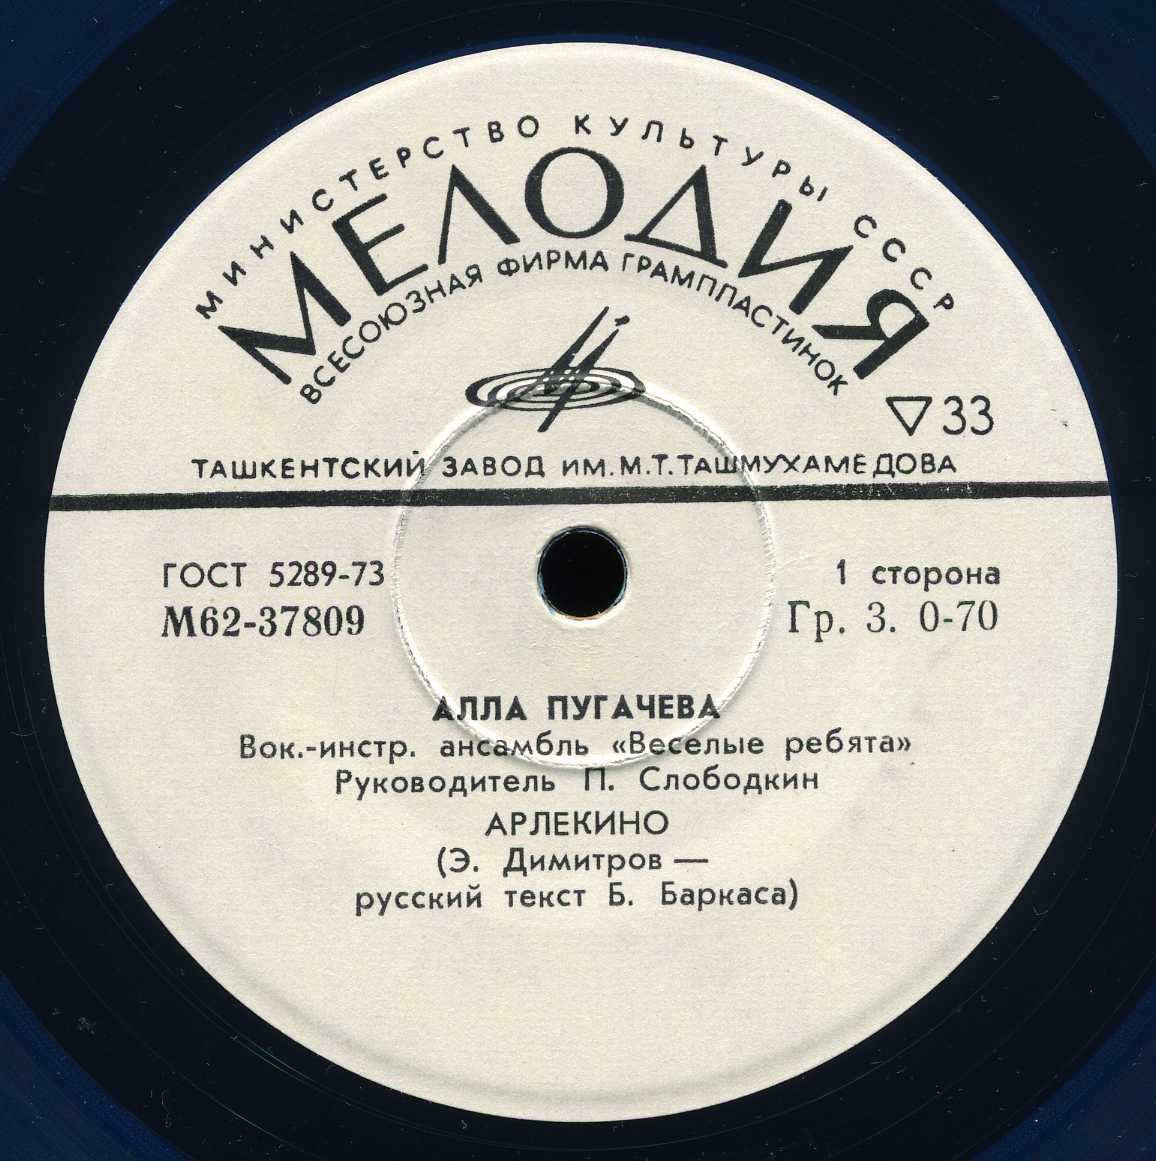 МИНИСТЕРСТВО КУЛЬТУРЫ СССР
МЕЛОДИЯ
ВСЕСОЮЗНАЯ ФИРМА ГРАМПЛАСТИНОК
▽33
ТАШКЕНТСКИЙ ЗАВОД ИМ.М.Т.ТАШМУХАМЕДОВА
ГОСТ 5289-73
1 сторона
М62-37809
Гр. 3. 0-70
АЛЛА ПУГАЧЕВА
Вок.-инстр. ансамбль «Веселые ребята»
Руководитель П. Слободкин
АРЛЕКИНО
(Э. Димитров —
русский текст Б. Баркаса)